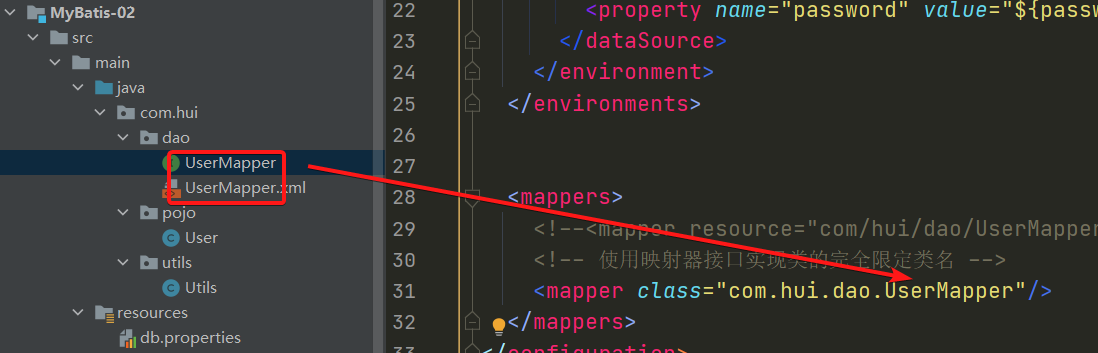 MyBatis-02
src
main
java
com.hui
dao
UserMapper
UserMapper.xml
pojo
User
utils
Utils
resources
db.properties
22 <property name="password" value="${passw
23 </dataSource>
24 </environment>
25 </environments>
26
27
28 <mappers>
29 <!--<mapper resource="com/hui/dao/UserMapper
30 <!-- 使用映射器接口实现类的完全限定类名 -->
31 <mapper class="com.hui.dao.UserMapper"/>
32 </mappers>
33 </configuration>